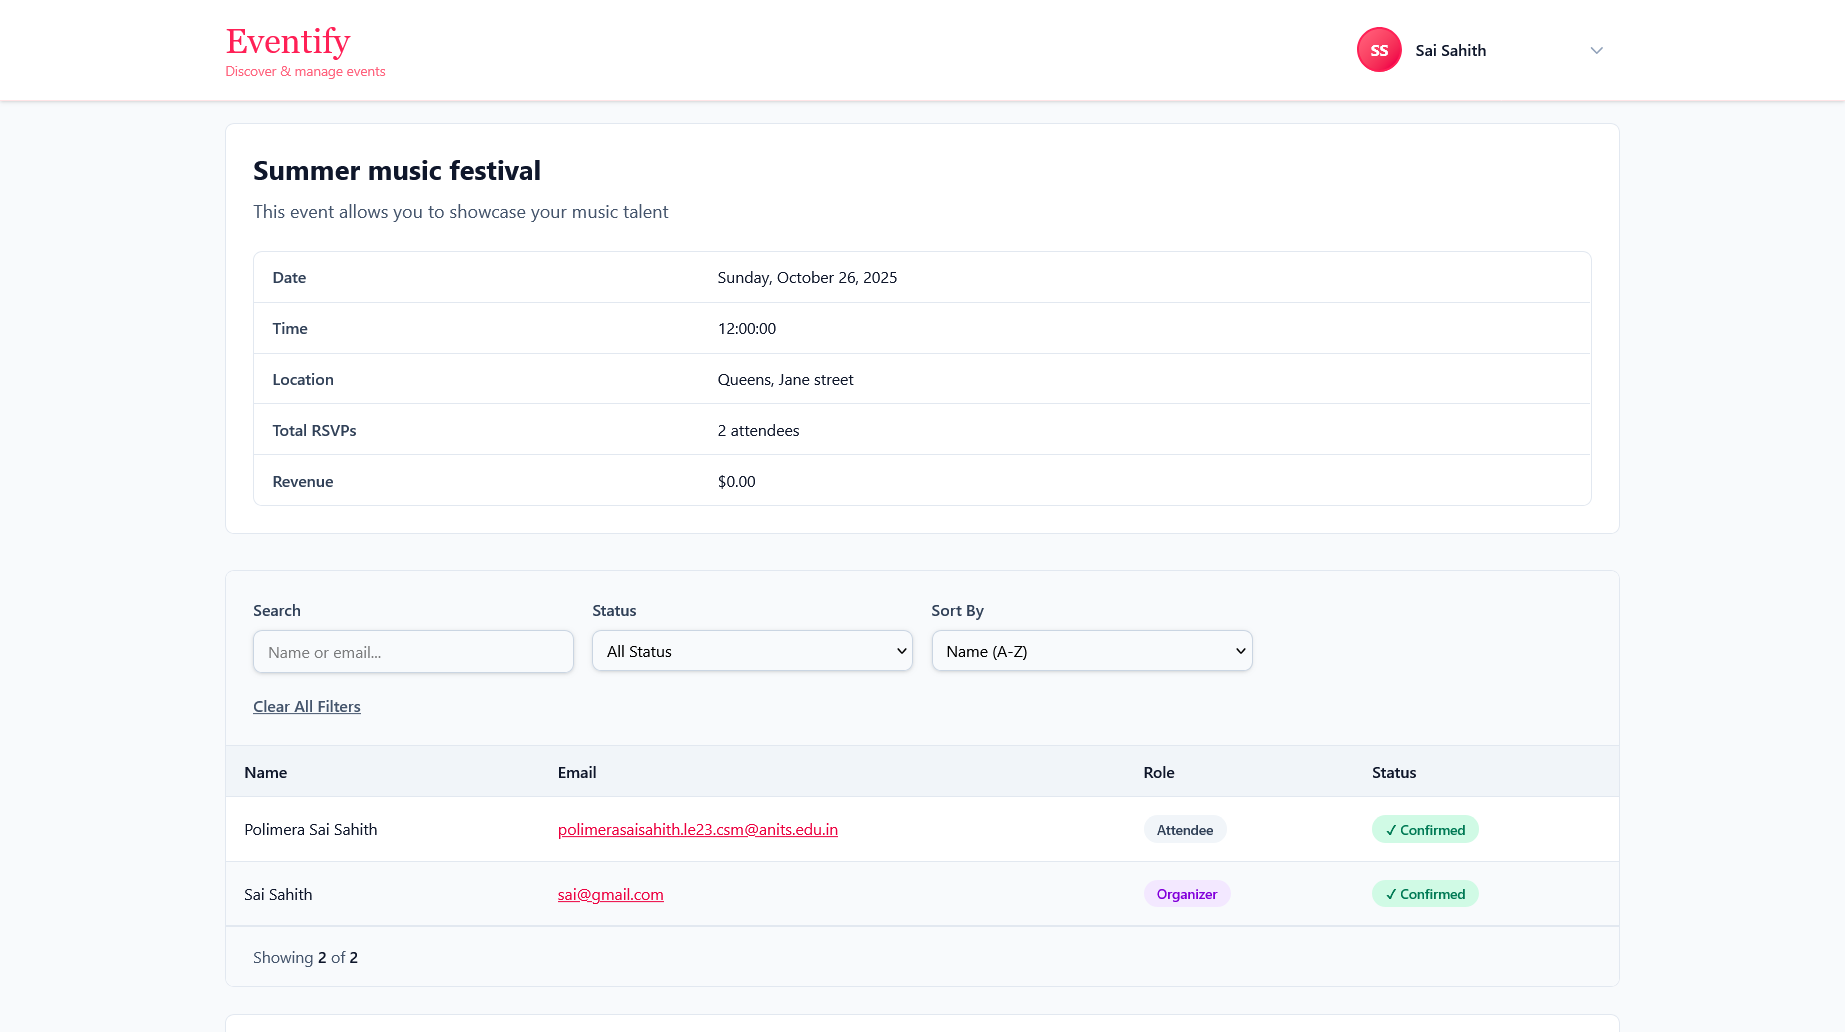 Eventify
Discover & manage events
SS Sai Sahith
Summer music festival
This event allows you to showcase your music talent
Date Sunday, October 26, 2025
Time 12:00:00
Location Queens, Jane street
Total RSVPs 2 attendees
Revenue $0.00
Search Status Sort By
Name or email... All Status Name (A-Z)
Clear All Filters
Name Email Role Status
Polimera Sai Sahith polimerasaisahith.le23.csm@anits.edu.in Attendee ✓ Confirmed
Sai Sahith sai@gmail.com Organizer ✓ Confirmed
Showing 2 of 2